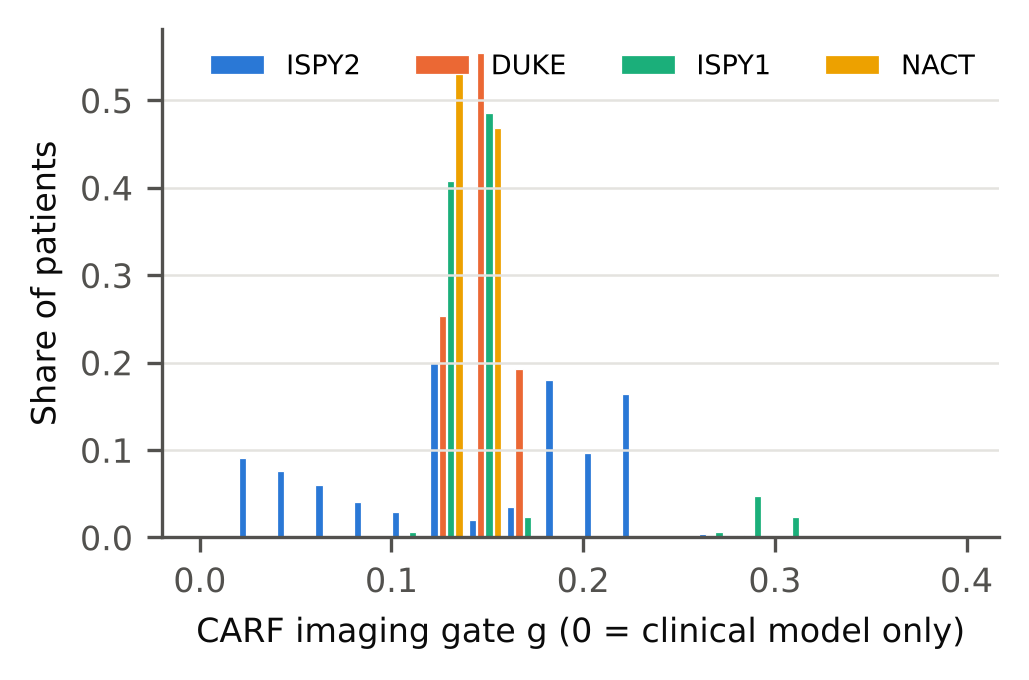 ISPY2 DUKE ISPY1 NACT
Share of patients
0.5
0.4
0.3
0.2
0.1
0.0
0.0 0.1 0.2 0.3 0.4
CARF imaging gate g (0 = clinical model only)